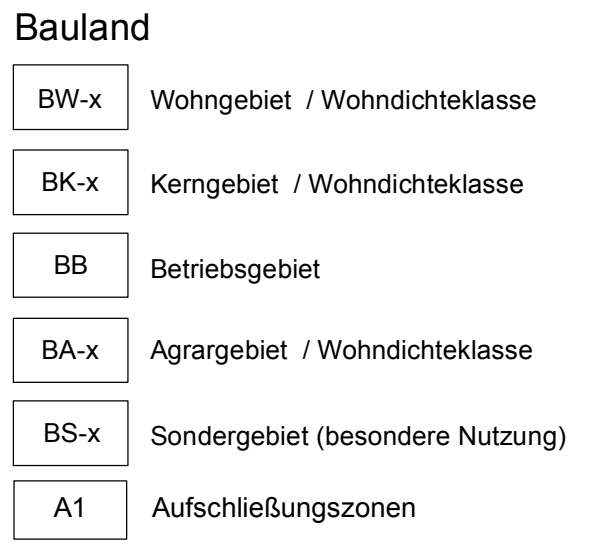 Bauland
BW-x Wohngebiet / Wohndichteklasse
BK-x Kerngebiet / Wohndichteklasse
BB Betriebsgebiet
BA-x Agrargebiet / Wohndichteklasse
BS-x Sondergebiet (besondere Nutzung)
A1 Aufschließungszonen